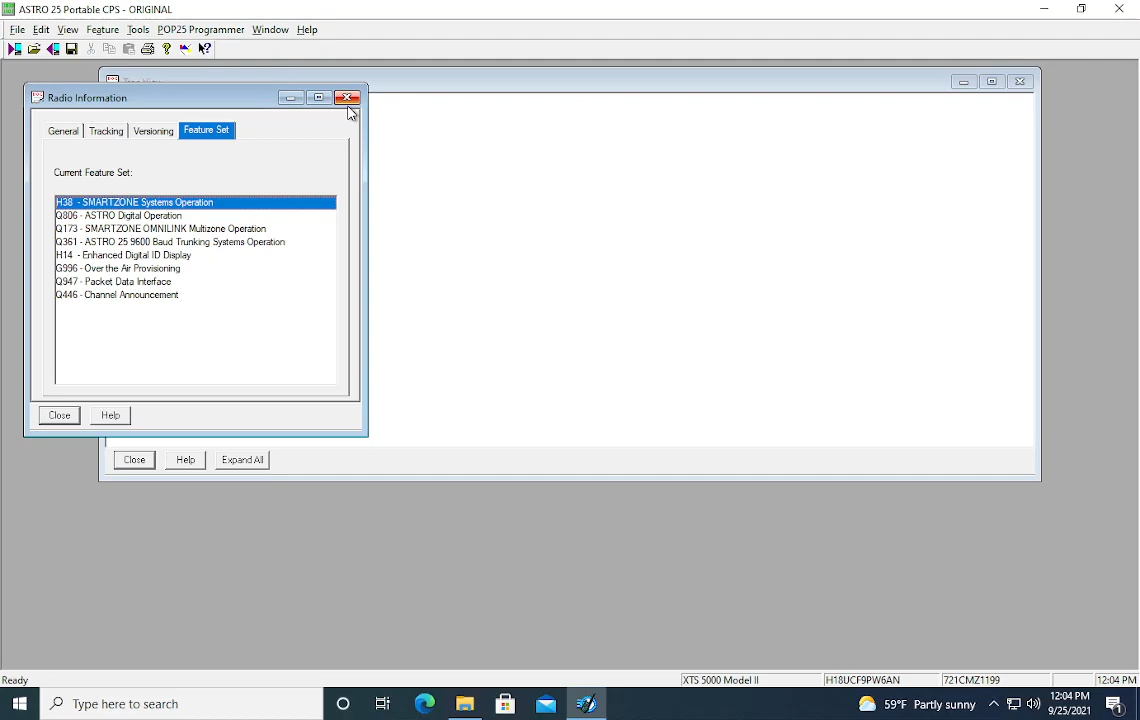 ASTRO 25 Portable CPS - ORIGINAL
File Edit View Feature Tools POP25 Programmer Window Help
Radio Information
General Tracking Versioning Feature Set
Current Feature Set:
H38 - SMARTZONE Systems Operation
Q806 - ASTRO Digital Operation
Q173 - SMARTZONE OMNILINK Multizone Operation
Q361 - ASTRO 25 9600 Baud Trunking Systems Operation
H14 - Enhanced Digital ID Display
G996 - Over the Air Provisioning
Q947 - Packet Data Interface
Q446 - Channel Announcement
Close Help
Close Help Expand All
Ready XTS 5000 Model II H18UCF9PW6AN 721CMZ1199 12:04 PM
Type here to search 59°F Partly sunny 12:04 PM
9/25/2021
1